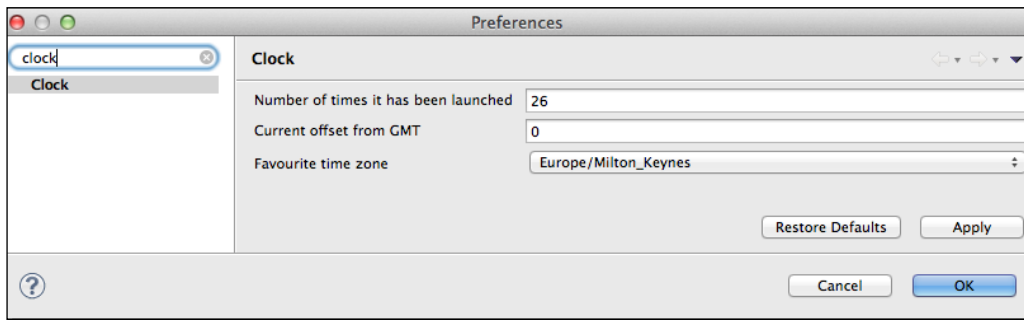 Preferences
clock
Clock
Clock
Number of times it has been launched 26
Current offset from GMT 0
Favourite time zone Europe/Milton_Keynes
Restore Defaults Apply
? Cancel OK